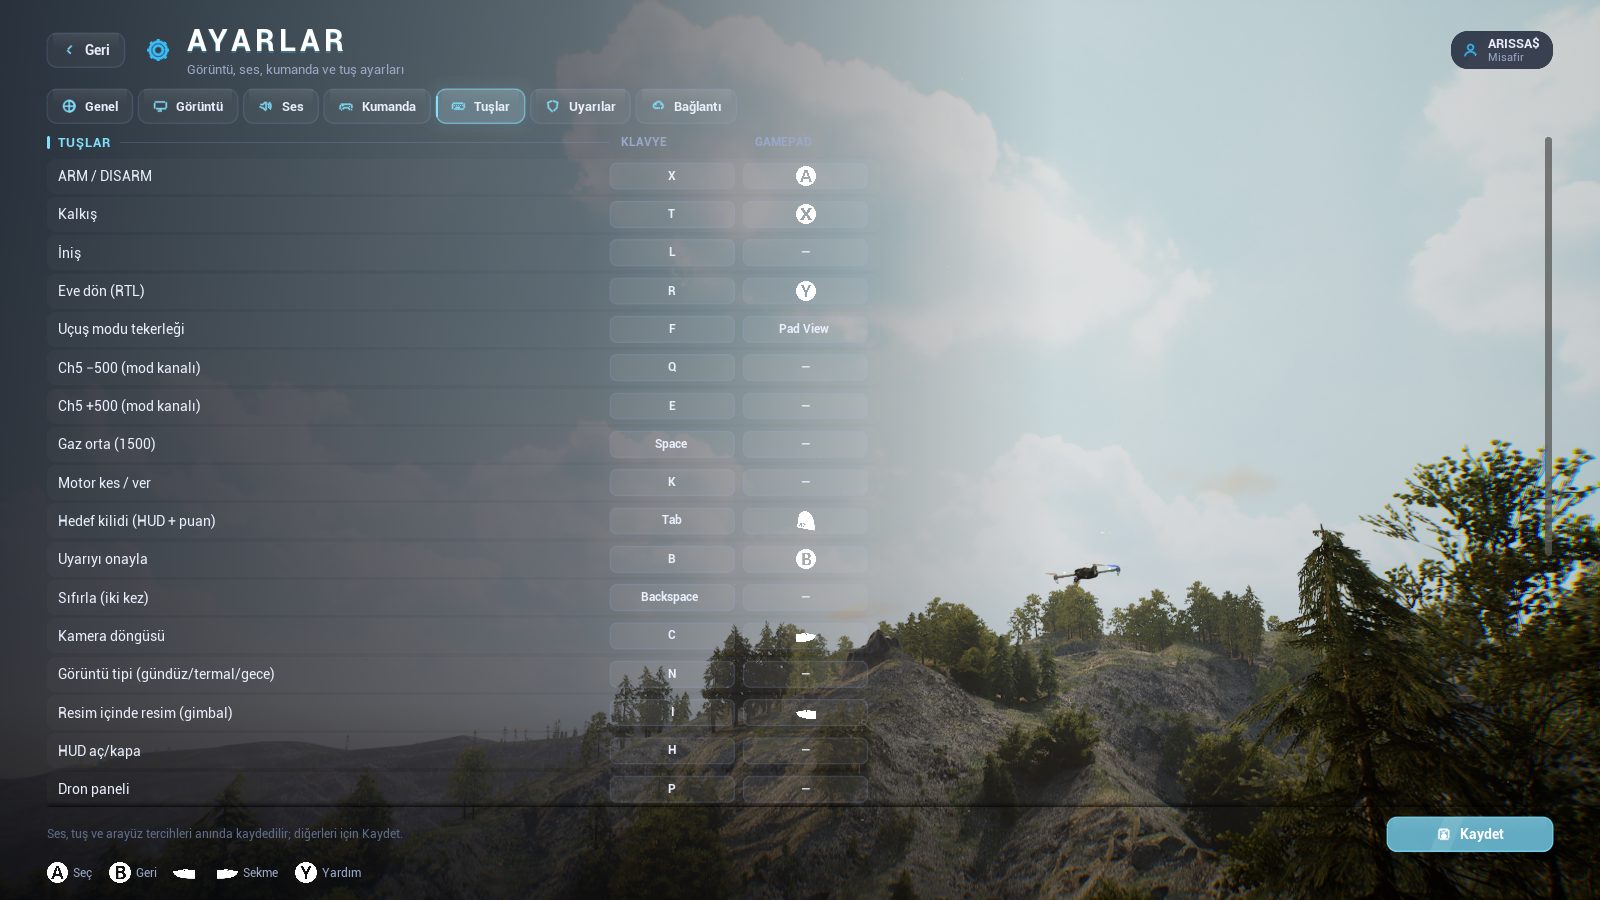 Geri
AYARLAR
Görüntü, ses, kumanda ve tuş ayarları
ARISSA$
Misafir
Genel
Görüntü
Ses
Kumanda
Tuşlar
Uyarılar
Bağlantı
TUŞLAR KLAVYE GAMEPAD
ARM / DISARM X A
Kalkış T X
İniş L –
Eve dön (RTL) R Y
Uçuş modu tekerleği F Pad View
Ch5 −500 (mod kanalı) Q –
Ch5 +500 (mod kanalı) E –
Gaz orta (1500) Space –
Motor kes / ver K –
Hedef kilidi (HUD + puan) Tab
Uyarıyı onayla B B
Sıfırla (iki kez) Backspace –
Kamera döngüsü C
Görüntü tipi (gündüz/termal/gece) N –
Resim içinde resim (gimbal) I
HUD aç/kapa H –
Dron paneli P –
Ses, tuş ve arayüz tercihleri anında kaydedilir; diğerleri için Kaydet.
Kaydet
A Seç B Geri Sekme Y Yardım